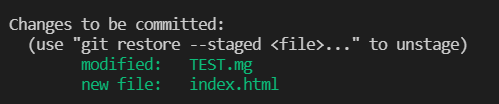 Changes to be committed:
  (use "git restore --staged <file>..." to unstage)
        modified:   TEST.mg
        new file:   index.html